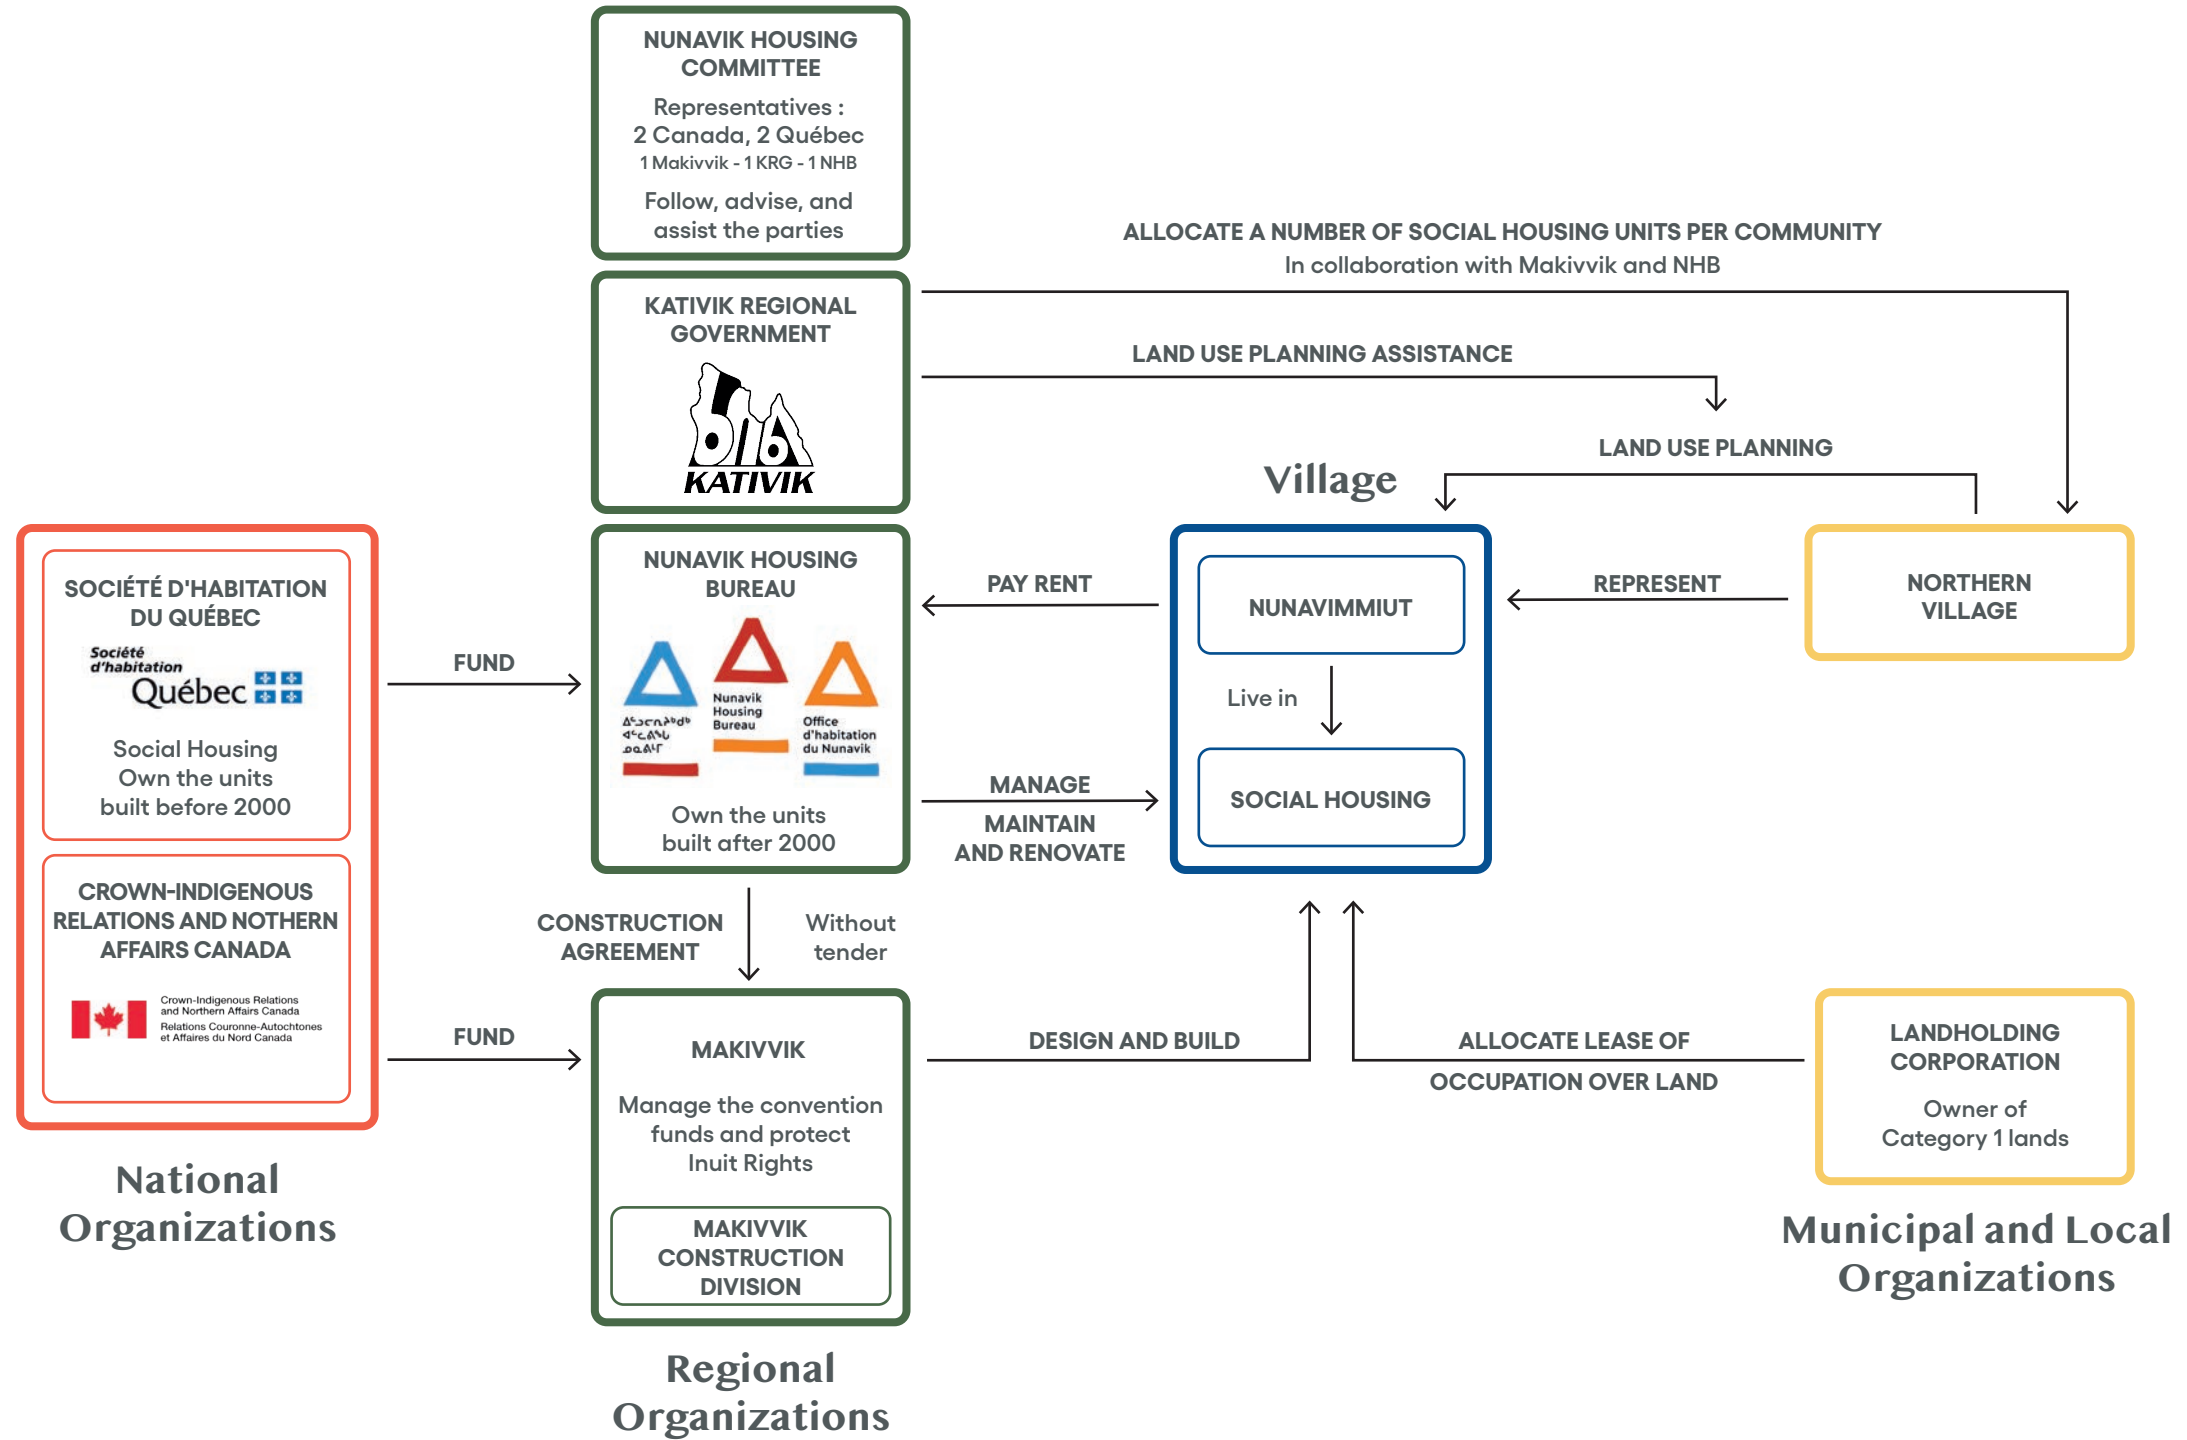 NUNAVIK HOUSING
COMMITTEE
Representatives :
2 Canada, 2 Québec
1 Makivvik - 1 KRG - 1 NHB
Follow, advise, and
assist the parties
ALLOCATE A NUMBER OF SOCIAL HOUSING UNITS PER COMMUNITY
In collaboration with Makivvik and NHB
KATIVIK REGIONAL
GOVERNMENT
KATIVIK
LAND USE PLANNING ASSISTANCE
LAND USE PLANNING
Village
SOCIÉTÉ D'HABITATION
DU QUÉBEC
Société
d'habitation
Québec
Social Housing
Own the units
built before 2000
CROWN-INDIGENOUS
RELATIONS AND NOTHERN
AFFAIRS CANADA
Crown-Indigenous Relations
and Northern Affairs Canada
Relations Couronne-Autochtones
et Affaires du Nord Canada
National
Organizations
FUND
FUND
NUNAVIK HOUSING
BUREAU
Nunavik
Housing
Bureau
Office
d'habitation
du Nunavik
Own the units
built after 2000
CONSTRUCTION
AGREEMENT
Without
tender
MAKIVVIK
Manage the convention
funds and protect
Inuit Rights
MAKIVVIK
CONSTRUCTION
DIVISION
Regional
Organizations
PAY RENT
MANAGE
MAINTAIN
AND RENOVATE
NUNAVIMMIUT
Live in
SOCIAL HOUSING
REPRESENT
NORTHERN
VILLAGE
DESIGN AND BUILD
ALLOCATE LEASE OF
OCCUPATION OVER LAND
LANDHOLDING
CORPORATION
Owner of
Category 1 lands
Municipal and Local
Organizations